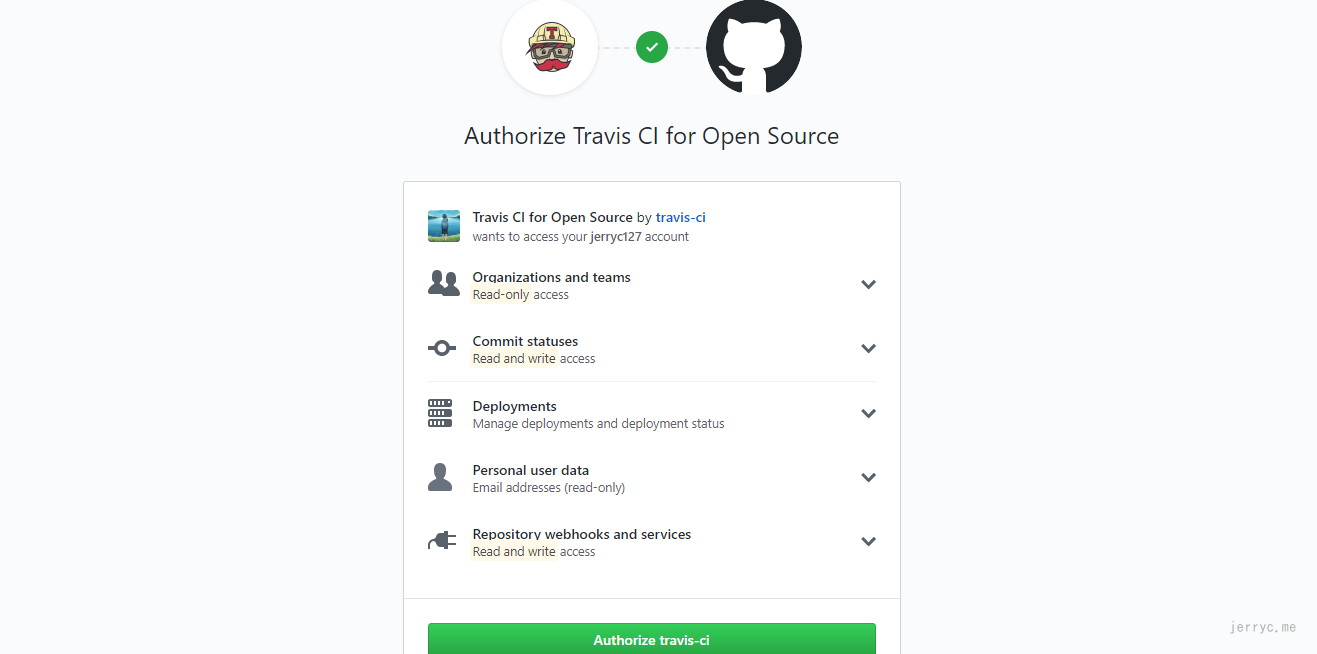 T
Authorize Travis CI for Open Source
Travis CI for Open Source by travis-ci
wants to access your jerryc127 account
Organizations and teams
Read-only access
Commit statuses
Read and write access
Deployments
Manage deployments and deployment status
Personal user data
Email addresses (read-only)
Repository webhooks and services
Read and write access
Authorize travis-ci
jerryc.me